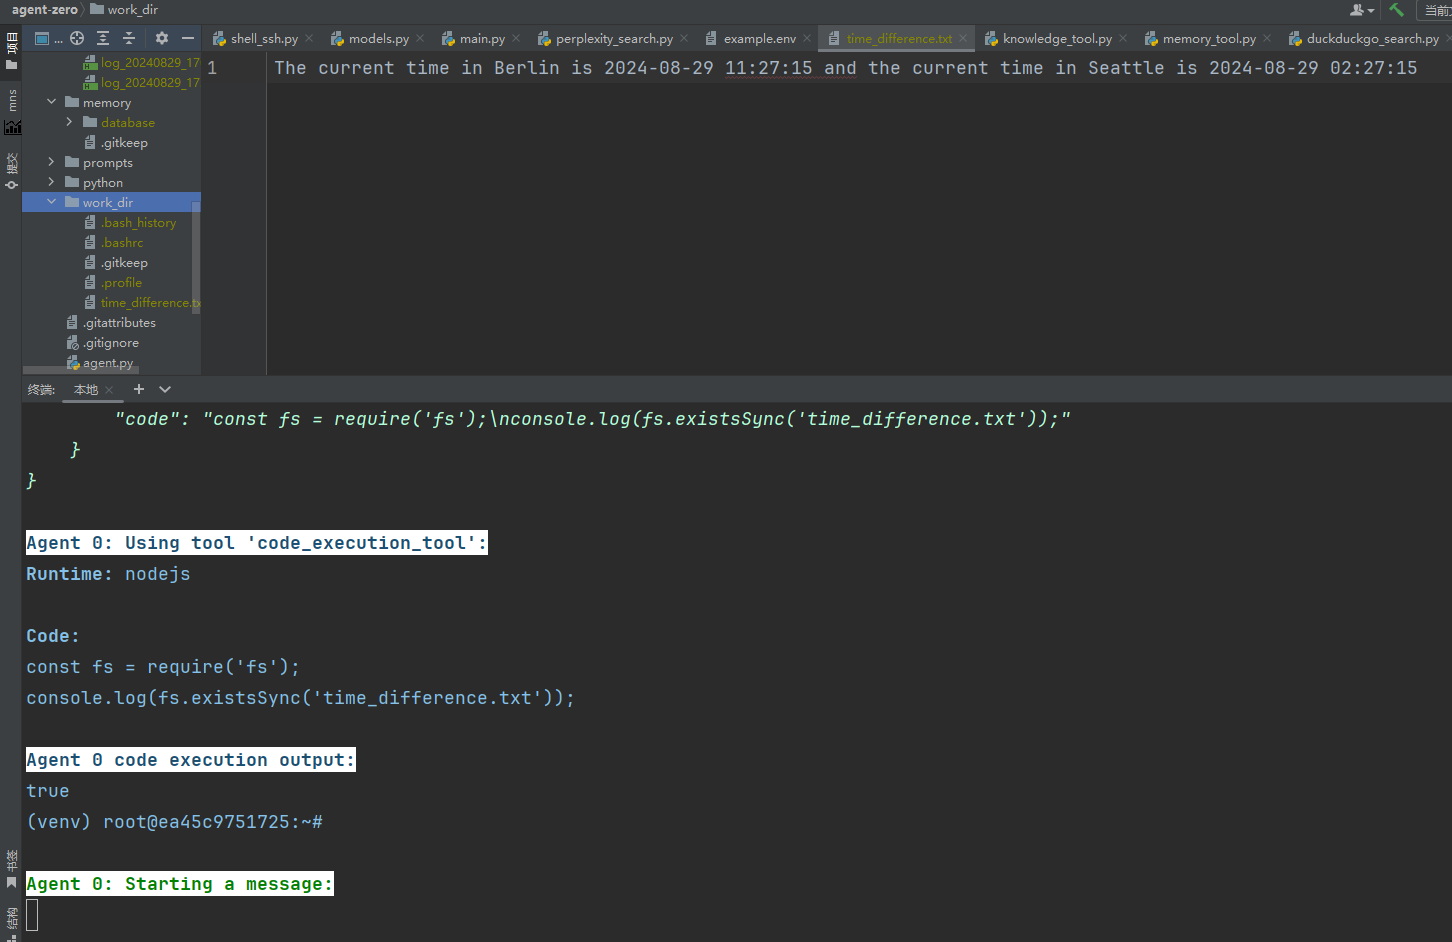 agent-zero work_dir 当前
项目 ... shell_ssh.py models.py main.py perplexity_search.py example.env time_difference.txt knowledge_tool.py memory_tool.py duckduckgo_search.py
log_20240829_17
log_20240829_17
1 The current time in Berlin is 2024-08-29 11:27:15 and the current time in Seattle is 2024-08-29 02:27:15
mns
memory
database
.gitkeep
提交
prompts
python
work_dir
.bash_history
.bashrc
.gitkeep
.profile
time_difference.tx
.gitattributes
.gitignore
agent.py
终端: 本地
"code": "const fs = require('fs');\nconsole.log(fs.existsSync('time_difference.txt'));"
}
}
Agent 0: Using tool 'code_execution_tool':
Runtime: nodejs
Code:
const fs = require('fs');
console.log(fs.existsSync('time_difference.txt'));
Agent 0 code execution output:
true
(venv) root@ea45c9751725:~#
书签
Agent 0: Starting a message:
结构